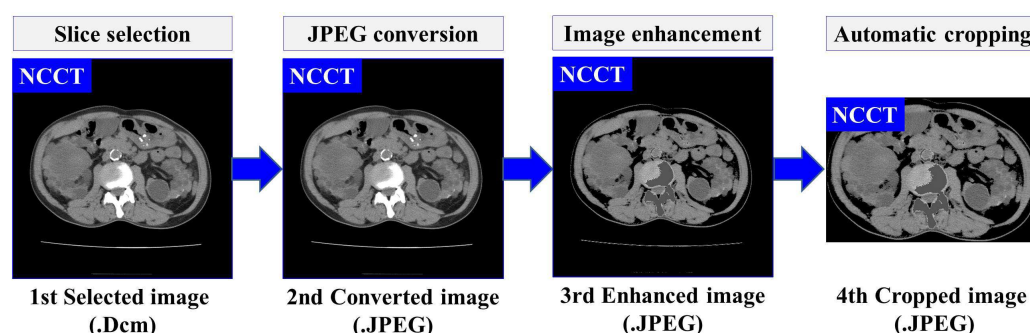 Slice selection
JPEG conversion
Image enhancement
Automatic cropping
NCCT
NCCT
NCCT
NCCT
1st Selected image
(.Dcm)
2nd Converted image
(.JPEG)
3rd Enhanced image
(.JPEG)
4th Cropped image
(.JPEG)